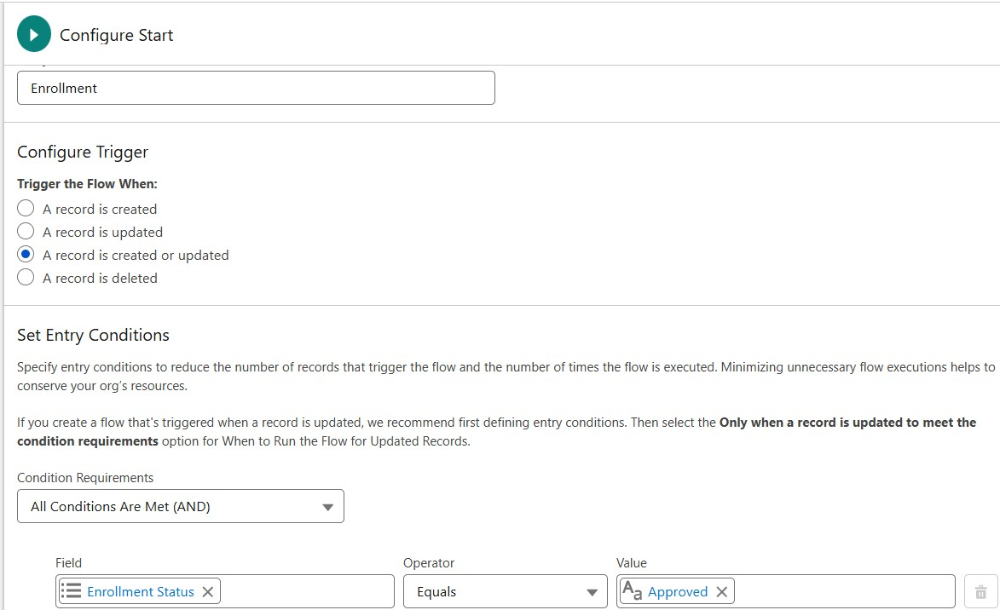 Configure Start
Enrollment
Configure Trigger
Trigger the Flow When:
A record is created
A record is updated
A record is created or updated
A record is deleted
Set Entry Conditions
Specify entry conditions to reduce the number of records that trigger the flow and the number of times the flow is executed. Minimizing unnecessary flow executions helps to
conserve your org's resources.
If you create a flow that's triggered when a record is updated, we recommend first defining entry conditions. Then select the Only when a record is updated to meet the
condition requirements option for When to Run the Flow for Updated Records.
Condition Requirements
All Conditions Are Met (AND)
Field Operator Value
Enrollment Status Equals Aa Approved